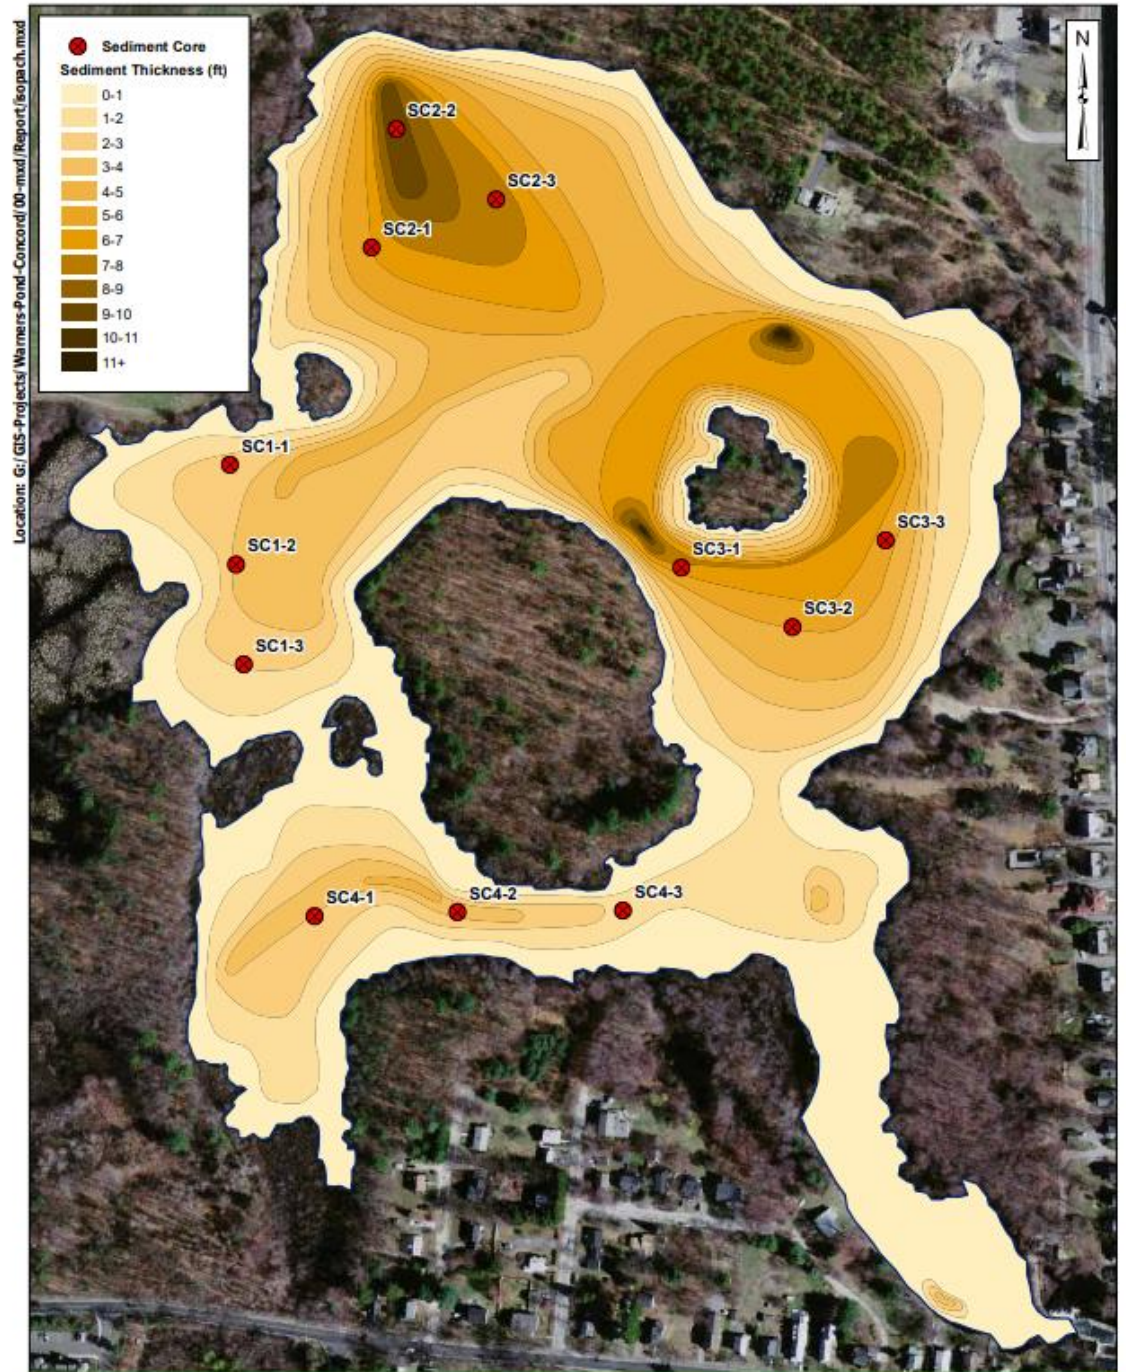 Location: G:/GIS-Projects/Warners-Pond-Concord/00-mxd/Report/isopach.mxd
Sediment Core
Sediment Thickness (ft)
0-1
1-2
2-3
3-4
4-5
5-6
6-7
7-8
8-9
9-10
10-11
11+
N
SC2-2
SC2-3
SC2-1
SC1-1
SC1-2
SC3-3
SC3-1
SC3-2
SC1-3
SC4-1
SC4-2
SC4-3